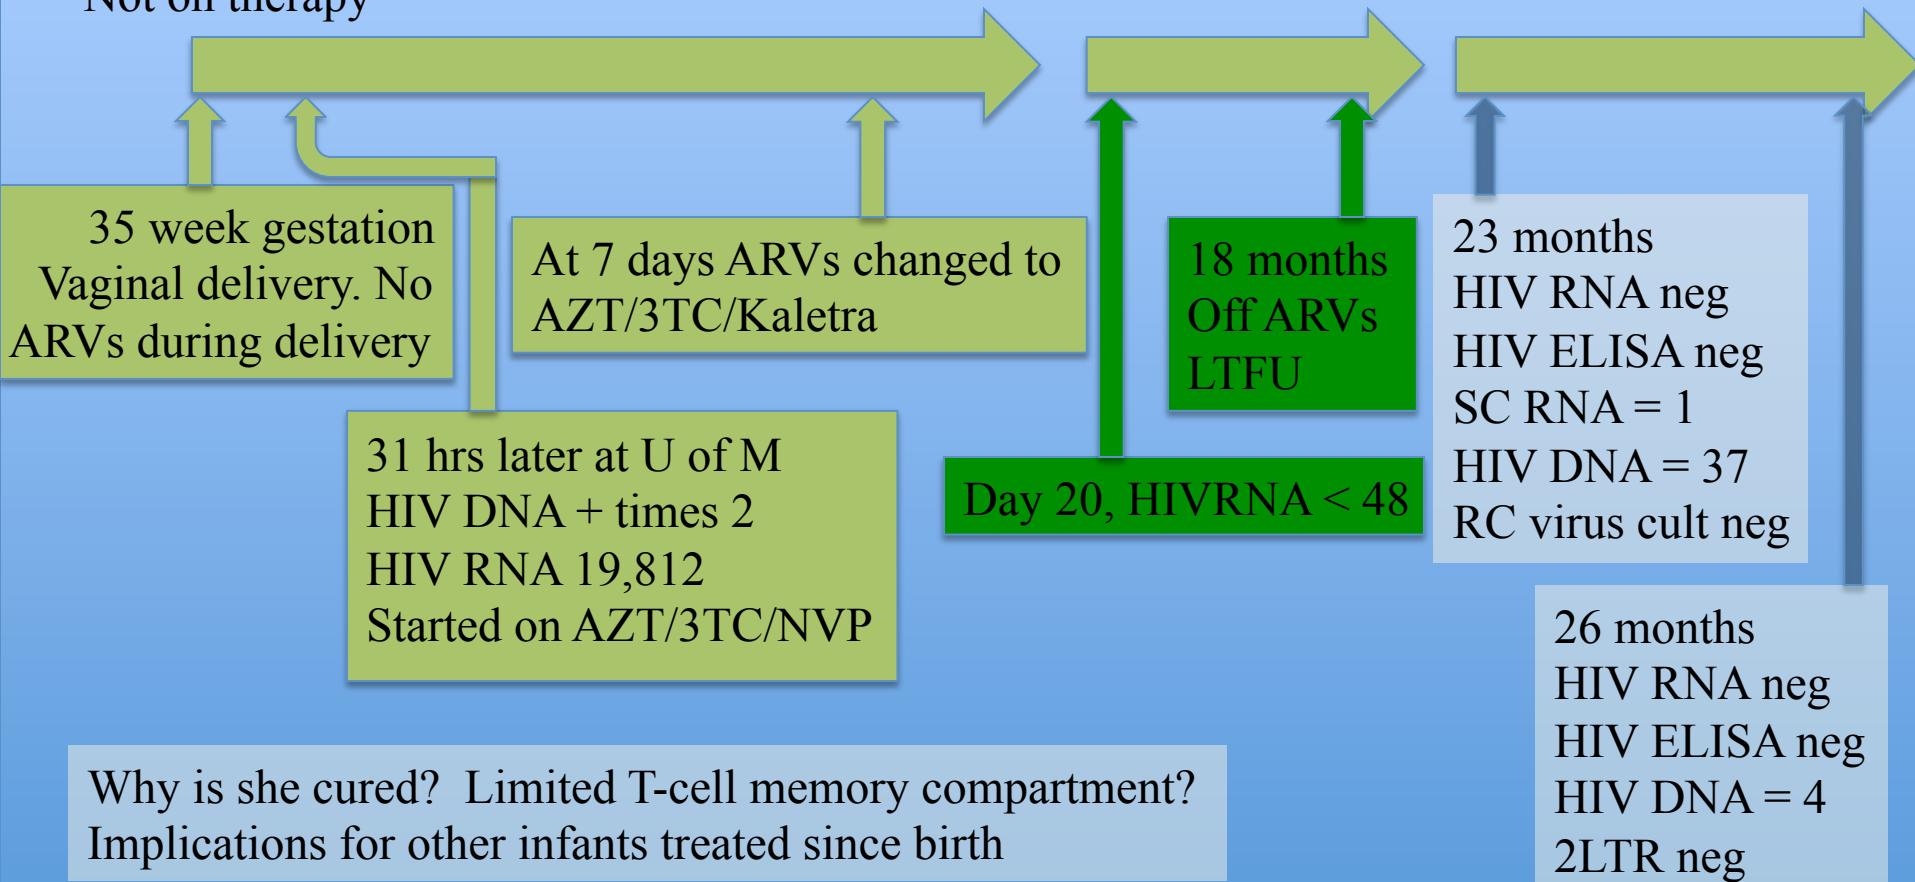 Not on therapy
35 week gestation
Vaginal delivery. No
ARVs during delivery
31 hrs later at U of M
HIV DNA + times 2
HIV RNA 19,812
Started on AZT/3TC/NVP
At 7 days ARVs changed to
AZT/3TC/Kaletra
Day 20, HIVRNA < 48
18 months
Off ARVs
LTFU
23 months
HIV RNA neg
HIV ELISA neg
SC RNA = 1
HIV DNA = 37
RC virus cult neg
26 months
HIV RNA neg
HIV ELISA neg
HIV DNA = 4
2LTR neg
Why is she cured? Limited T-cell memory compartment?
Implications for other infants treated since birth